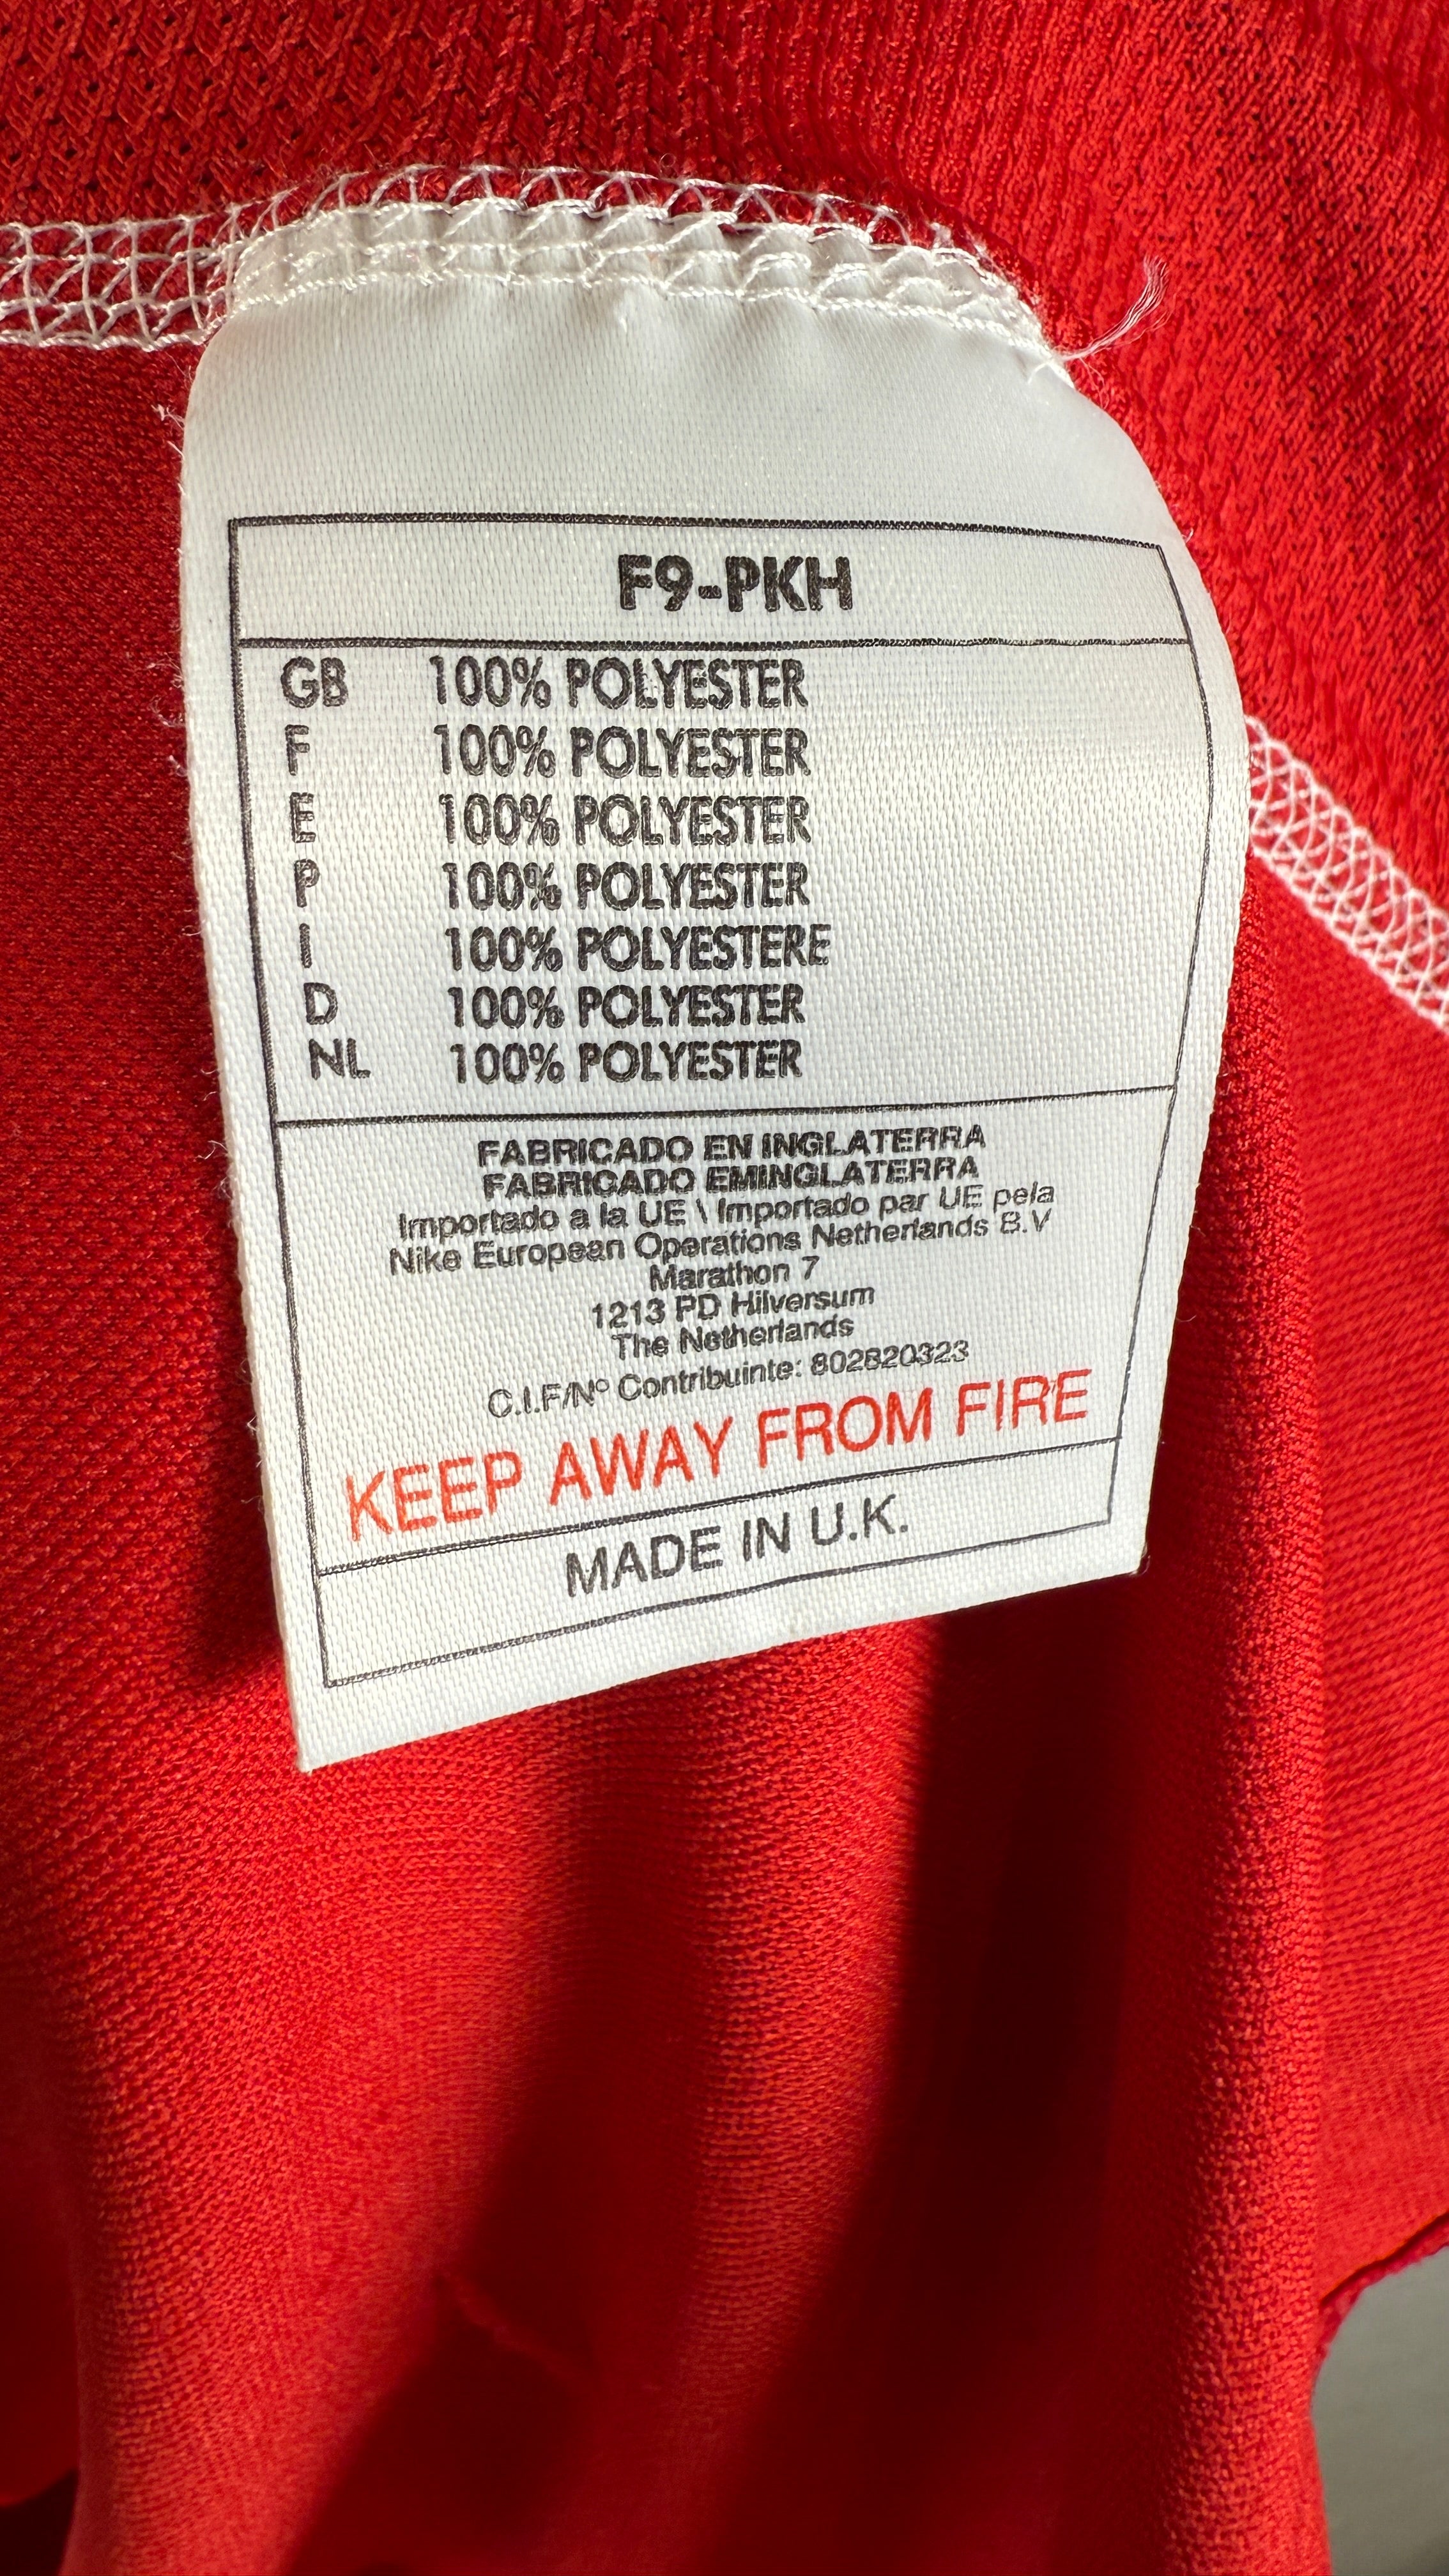 F9-PKH
GB 100% POLYESTER
F 100% POLYESTER
E 100% POLYESTER
P 100% POLYESTER
I 100% POLYESTERE
D 100% POLYESTER
NL 100% POLYESTER
FABRICADO EN INGLATERRA
FABRICADO EMINGLATERRA
Importado a la UE \ Importado par UE pela
Nike European Operations Netherlands B.V
Marathon 7
1213 PD Hilversum
The Netherlands
C.I.F/Nº Contribuinte: 802820323
KEEP AWAY FROM FIRE
MADE IN U.K.